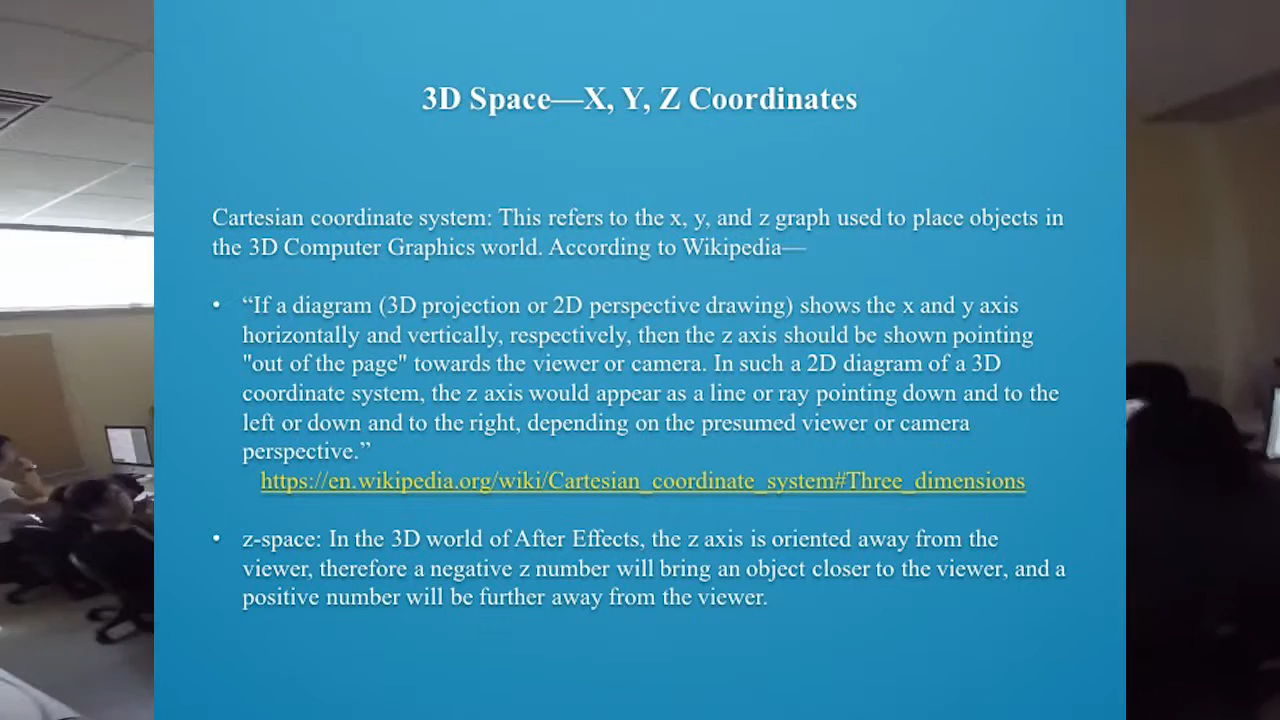 3D Space—X, Y, Z Coordinates
Cartesian coordinate system: This refers to the x, y, and z graph used to place objects in
the 3D Computer Graphics world. According to Wikipedia—
• “If a diagram (3D projection or 2D perspective drawing) shows the x and y axis
horizontally and vertically, respectively, then the z axis should be shown pointing
"out of the page" towards the viewer or camera. In such a 2D diagram of a 3D
coordinate system, the z axis would appear as a line or ray pointing down and to the
left or down and to the right, depending on the presumed viewer or camera
perspective.”
https://en.wikipedia.org/wiki/Cartesian_coordinate_system#Three_dimensions
• z-space: In the 3D world of After Effects, the z axis is oriented away from the
viewer, therefore a negative z number will bring an object closer to the viewer, and a
positive number will be further away from the viewer.